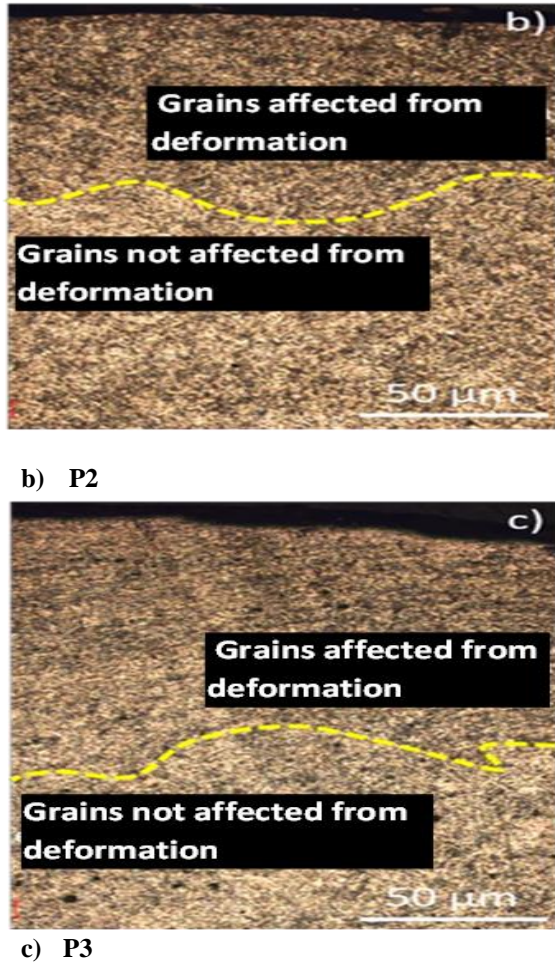 b)
Grains affected from
deformation
Grains not affected from
deformation
50 µm
b) P2
c)
Grains affected from
deformation
Grains not affected from
deformation
50 µm
c) P3